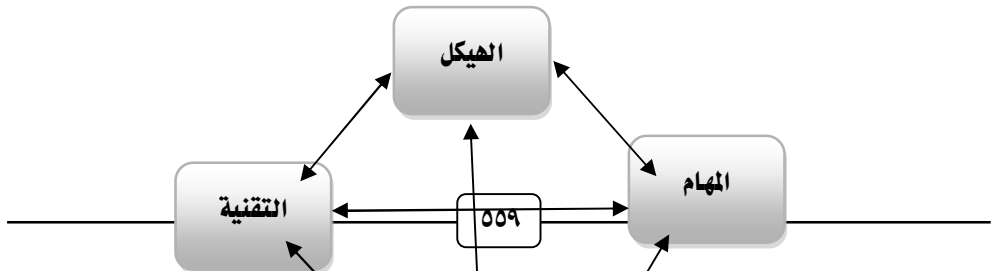 الهيكل
المهام
التقنية
٥٥٩